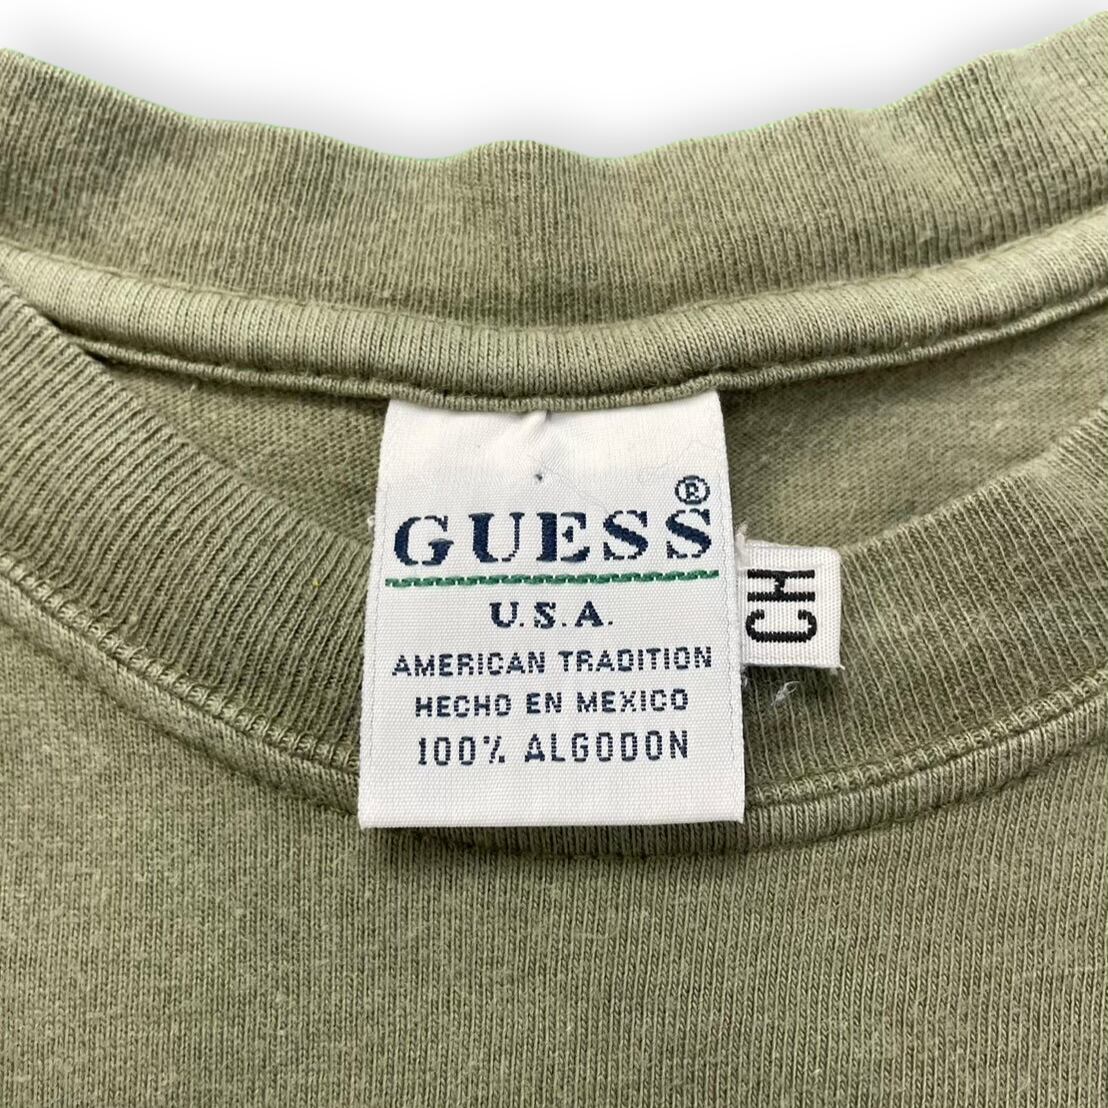 GUESS®
U.S.A.
AMERICAN TRADITION
HECHO EN MEXICO
100% ALGODON
CH